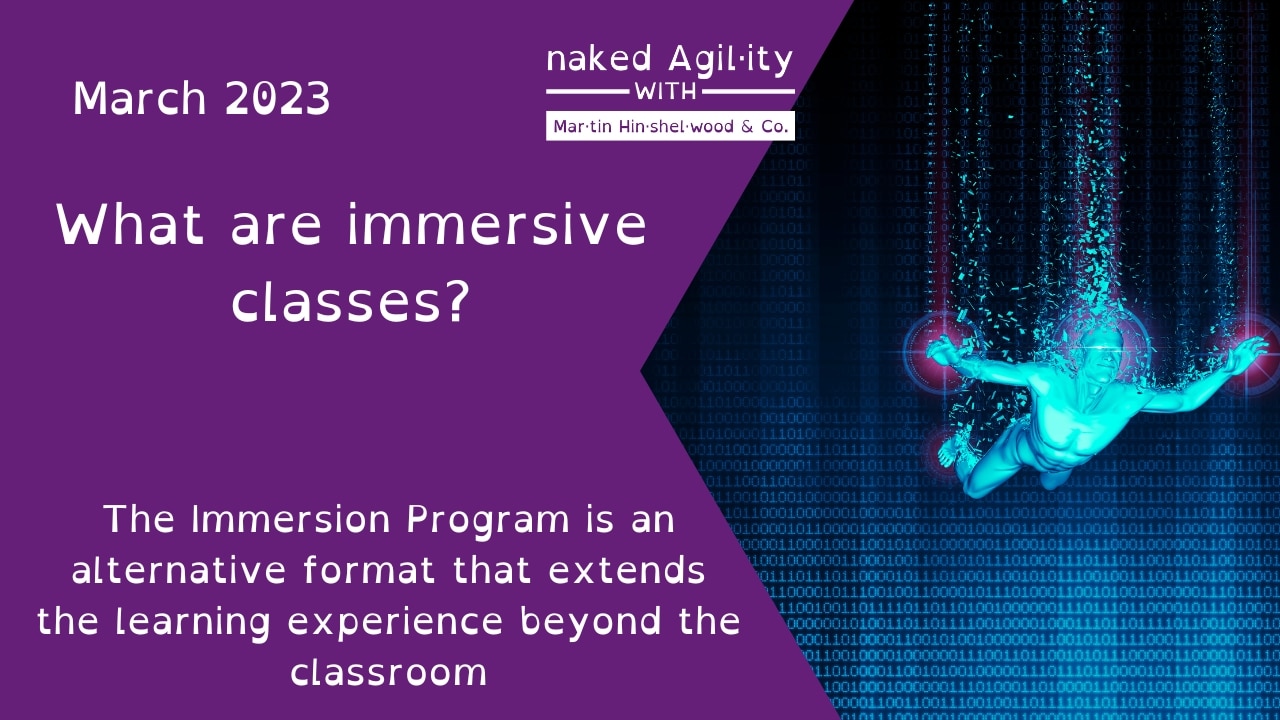 March 2023
naked Agil·ity
WITH
Mar·tin Hin·shel·wood & Co.
What are immersive
classes?
The Immersion Program is an
alternative format that extends
the learning experience beyond the
classroom